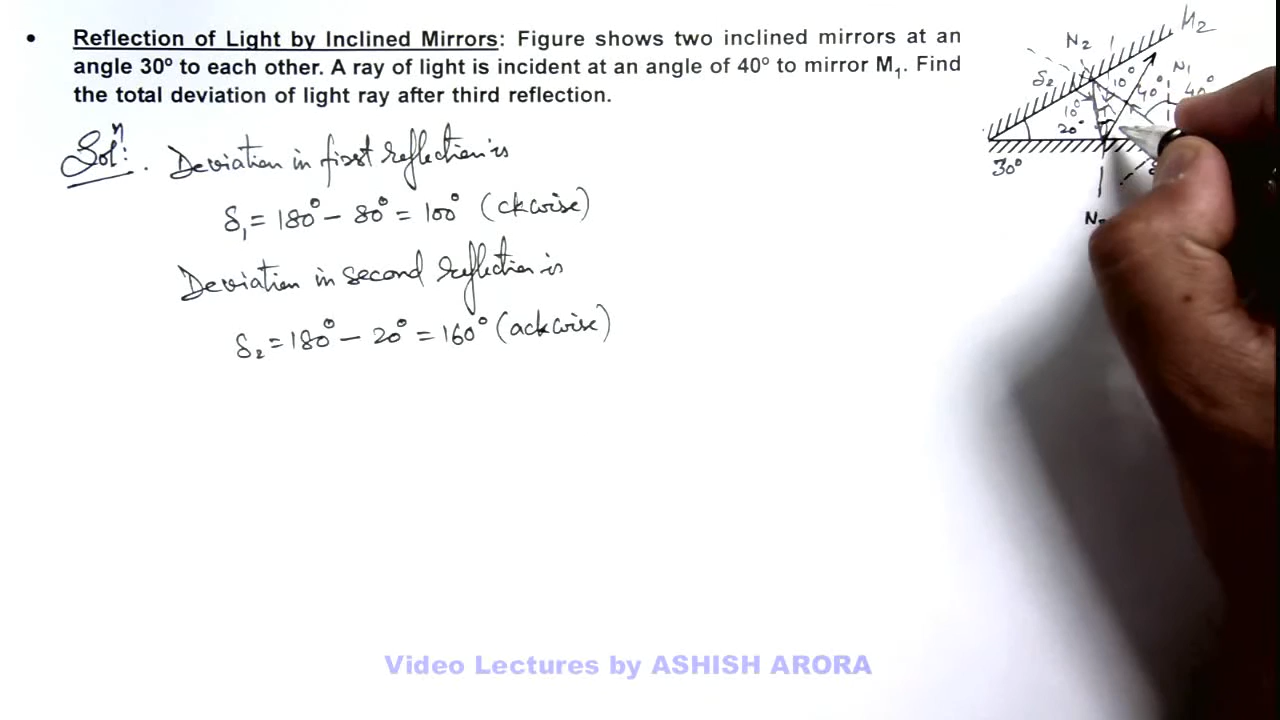 • Reflection of Light by Inclined Mirrors: Figure shows two inclined mirrors at an
angle 30º to each other. A ray of light is incident at an angle of 40º to mirror M₁. Find
the total deviation of light ray after third reflection.
Solⁿ: . Deviation in first reflection is
δ₁ = 180° – 80° = 100° (ckwise)
Deviation in second reflection is
δ₂ = 180° – 20° = 160° (ackwise)
M₂
N₂
N₁
δ₂
10°
40°
40°
10°
20°
30°
Video Lectures by ASHISH ARORA